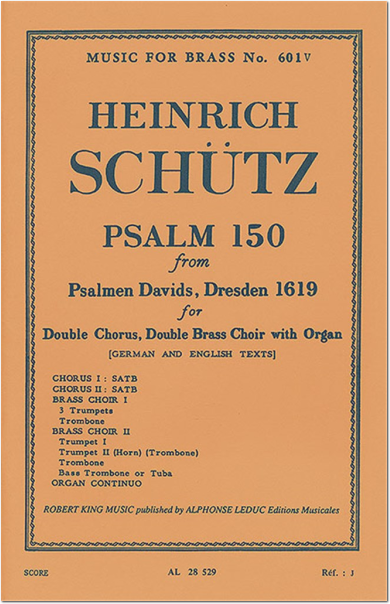 MUSIC FOR BRASS No. 601V
HEINRICH
SCHÜTZ
PSALM 150
from
Psalmen Davids, Dresden 1619
for
Double Chorus, Double Brass Choir with Organ
[GERMAN AND ENGLISH TEXTS]
CHORUS I : SATB
CHORUS II : SATB
BRASS CHOIR I
3 Trumpets
Trombone
BRASS CHOIR II
Trumpet I
Trumpet II (Horn) (Trombone)
Trombone
Bass Trombone or Tuba
ORGAN CONTINUO
ROBERT KING MUSIC published by ALPHONSE LEDUC Editions Musicales
SCORE AL 28 529 Réf. : J